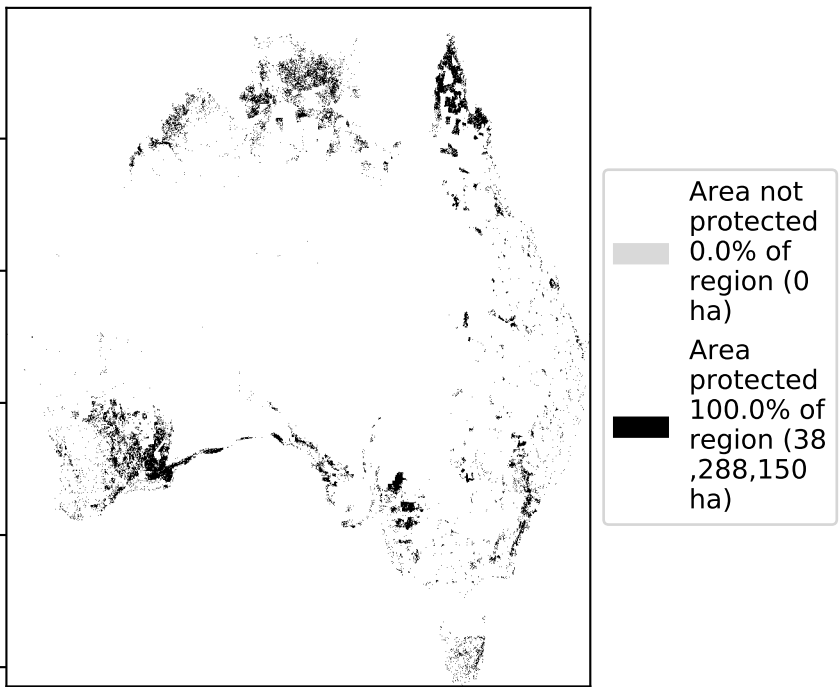 Area not
protected
0.0% of
region (0
ha)
Area
protected
100.0% of
region (38
,288,150
ha)